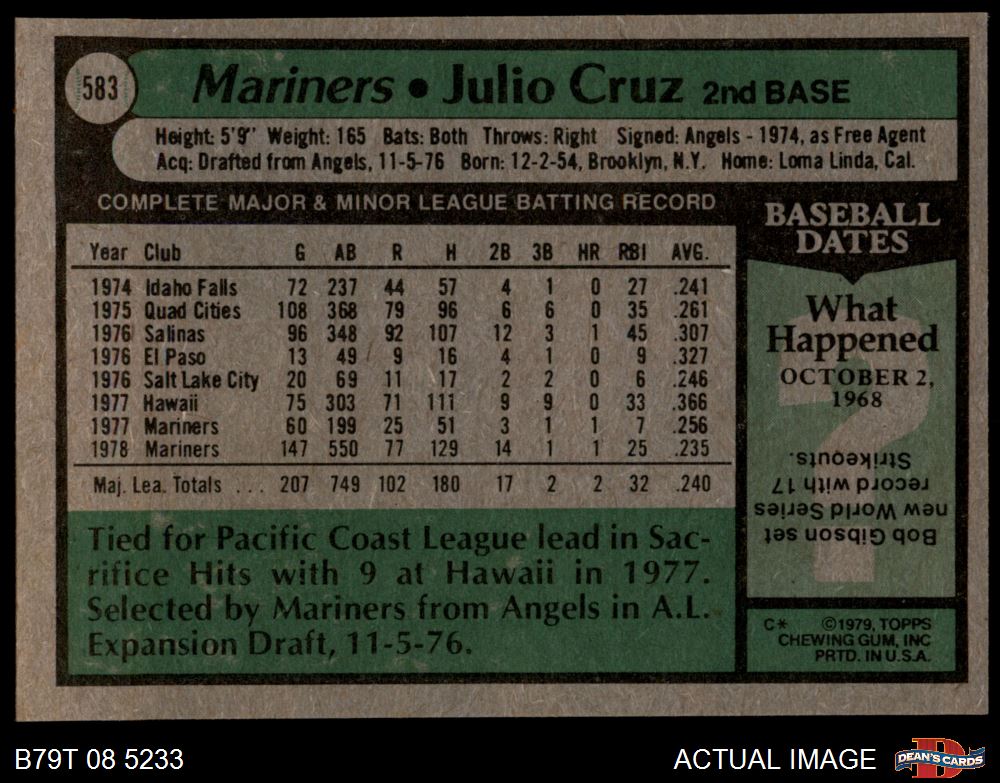 583
Mariners • Julio Cruz 2nd BASE
Height: 5'9" Weight: 165 Bats: Both Throws: Right Signed: Angels - 1974, as Free Agent
Acq: Drafted from Angels, 11-5-76 Born: 12-2-54, Brooklyn, N.Y. Home: Loma Linda, Cal.
COMPLETE MAJOR & MINOR LEAGUE BATTING RECORD
Year Club G AB R H 2B 3B HR RBI AVG.
1974 Idaho Falls 72 237 44 57 4 1 0 27 .241
1975 Quad Cities 108 368 79 96 6 6 0 35 .261
1976 Salinas 96 348 92 107 12 3 1 45 .307
1976 El Paso 13 49 9 16 4 1 0 9 .327
1976 Salt Lake City 20 69 11 17 2 2 0 6 .246
1977 Hawaii 75 303 71 111 9 9 0 33 .366
1977 Mariners 60 199 25 51 3 1 1 7 .256
1978 Mariners 147 550 77 129 14 1 1 25 .235
Maj. Lea. Totals ... 207 749 102 180 17 2 2 32 .240
Tied for Pacific Coast League lead in Sac-
rifice Hits with 9 at Hawaii in 1977.
Selected by Mariners from Angels in A.L.
Expansion Draft, 11-5-76.
BASEBALL
DATES
What
Happened
OCTOBER 2,
1968
?
Bob Gibson set
new World Series
record with 17
Strikeouts.
C* ©1979, TOPPS
CHEWING GUM, INC
PRTD. IN U.S.A.
B79T 08 5233
ACTUAL IMAGE
D
DEAN'S CARDS